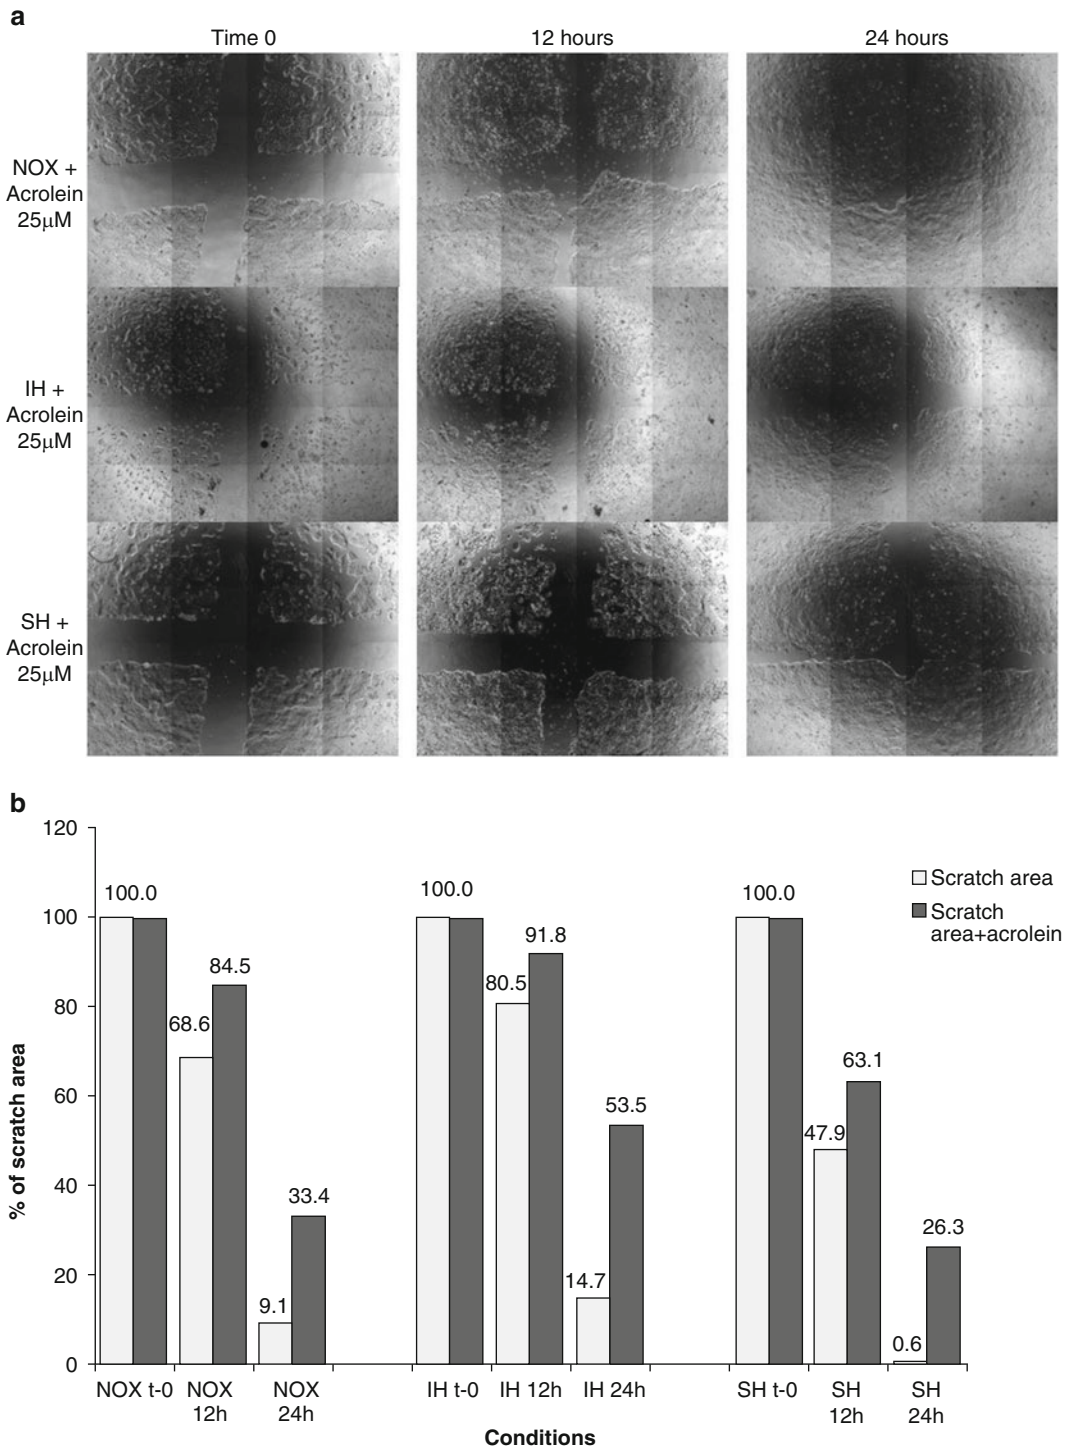 a
Time 0
12 hours
24 hours
NOX +
Acrolein
25µM
IH +
Acrolein
25µM
SH +
Acrolein
25µM
b
120
100
80
60
40
20
0
% of scratch area
100.0
68.6
84.5
9.1
33.4
100.0
80.5
91.8
14.7
53.5
100.0
47.9
63.1
0.6
26.3
Scratch area
Scratch
area+acrolein
NOX t-0
NOX
12h
NOX
24h
IH t-0
IH 12h
IH 24h
SH t-0
SH
12h
SH
24h
Conditions